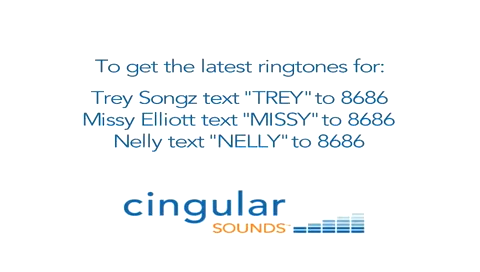 To get the latest ringtones for:
Trey Songz text "TREY" to 8686
Missy Elliott text "MISSY" to 8686
Nelly text "NELLY" to 8686
cingular
SOUNDS